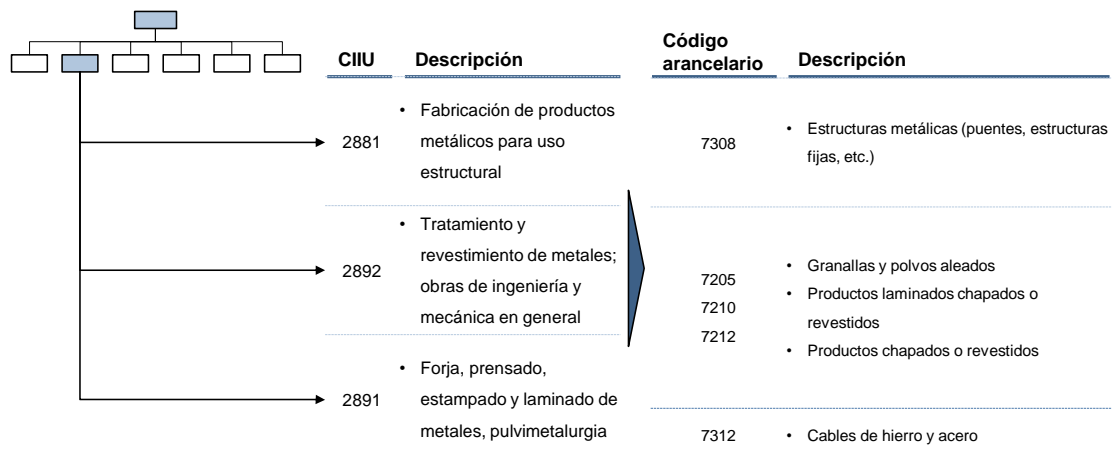 CIIU Descripción
Código
arancelario
Descripción
2881
• Fabricación de productos
metálicos para uso
estructural
7308
• Estructuras metálicas (puentes, estructuras
fijas, etc.)
2892
• Tratamiento y
revestimiento de metales;
obras de ingeniería y
mecánica en general
7205
7210
7212
• Granallas y polvos aleados
• Productos laminados chapados o
revestidos
• Productos chapados o revestidos
2891
• Forja, prensado,
estampado y laminado de
metales, pulvimetalurgia
7312
• Cables de hierro y acero